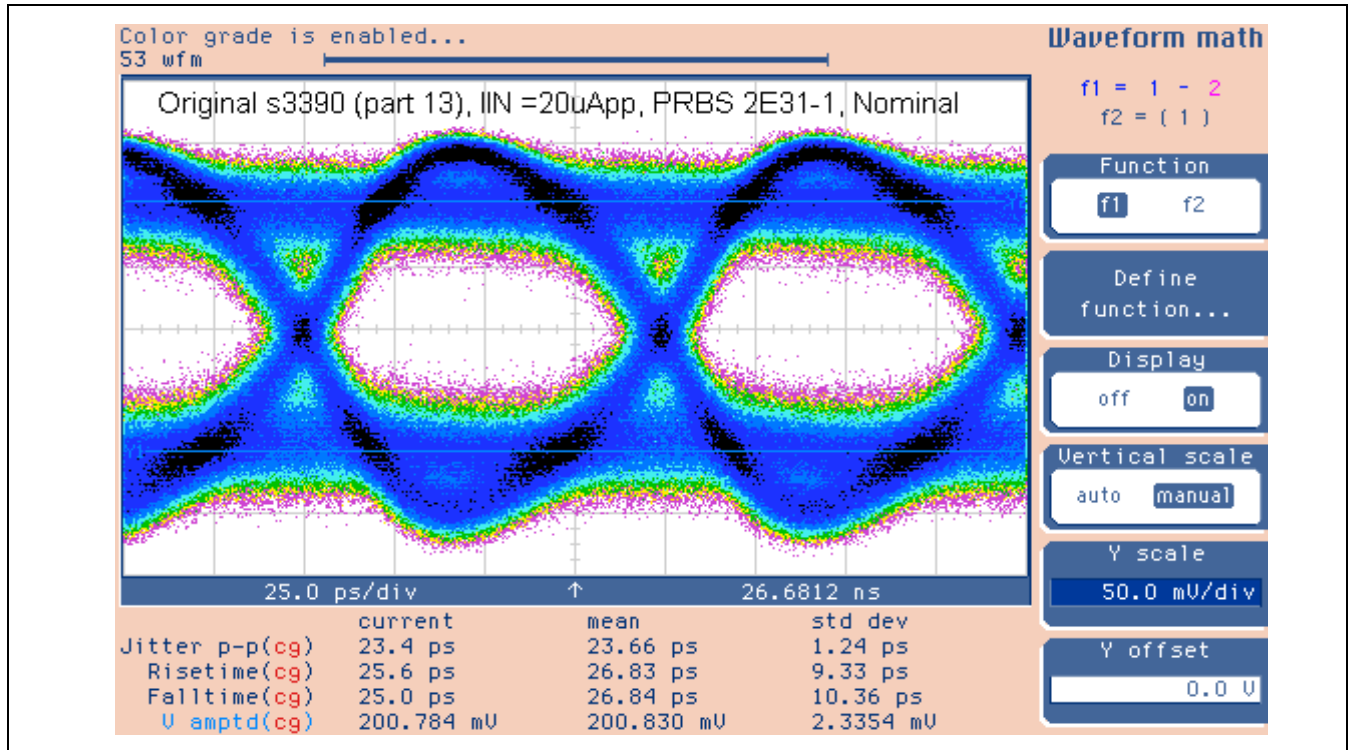 Color grade is enabled...
53 wfm
Original s3390 (part 13), IIN =20uApp, PRBS 2E31-1, Nominal
25.0 ps/div ↑ 26.6812 ns
current mean std dev
Jitter p-p(cg) 23.4 ps 23.66 ps 1.24 ps
Risetime(cg) 25.6 ps 26.83 ps 9.33 ps
Falltime(cg) 25.0 ps 26.84 ps 10.36 ps
V amptd(cg) 200.784 mV 200.830 mV 2.3354 mV
Waveform math
f1 = 1 - 2
f2 = ( 1 )
Function
f1 f2
Define
function...
Display
off on
Vertical scale
auto manual
Y scale
50.0 mV/div
Y offset
0.0 V